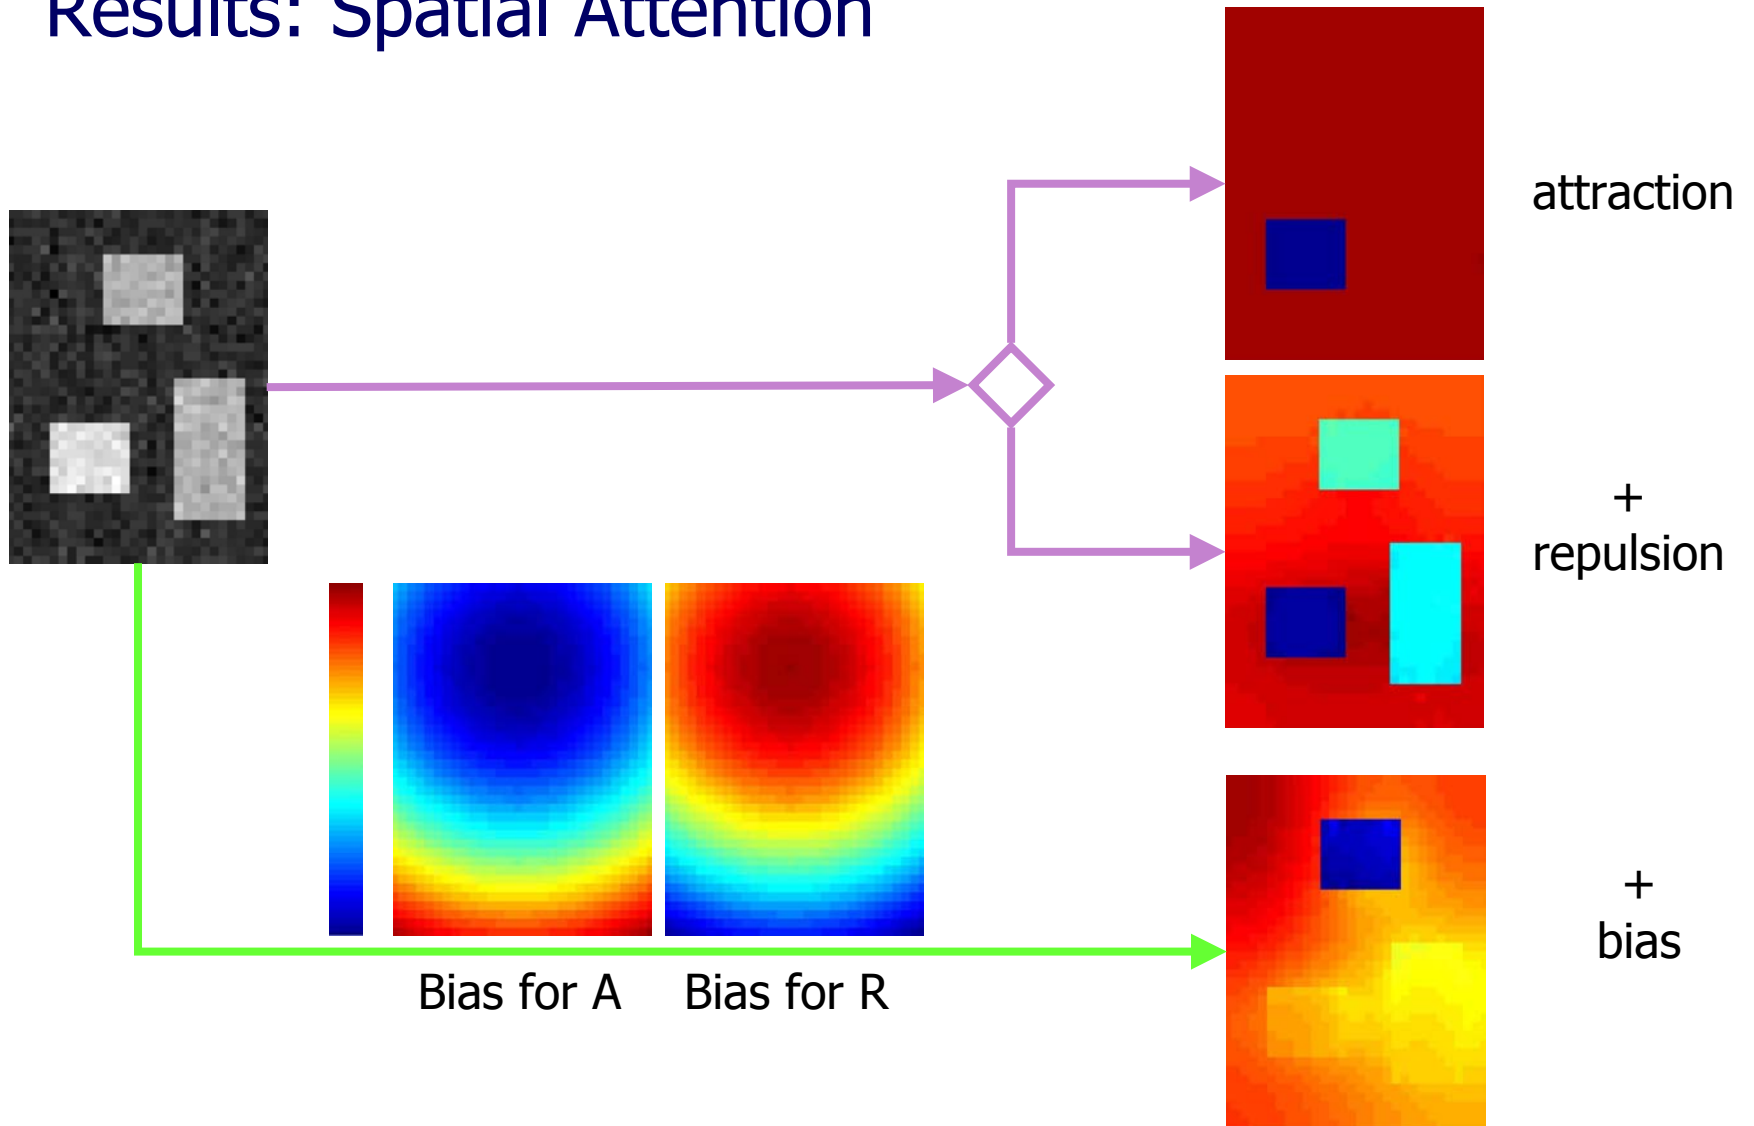 Results: Spatial Attention
attraction
+
repulsion
+
bias
Bias for A
Bias for R